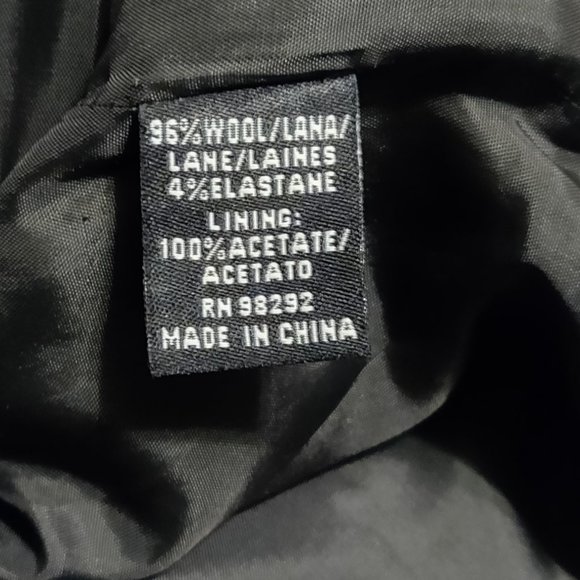 96%WOOL/LANA/
LANE/LAINES
4%ELASTANE
LINING:
100%ACETATE/
ACETATO
RN 98292
MADE IN CHINA